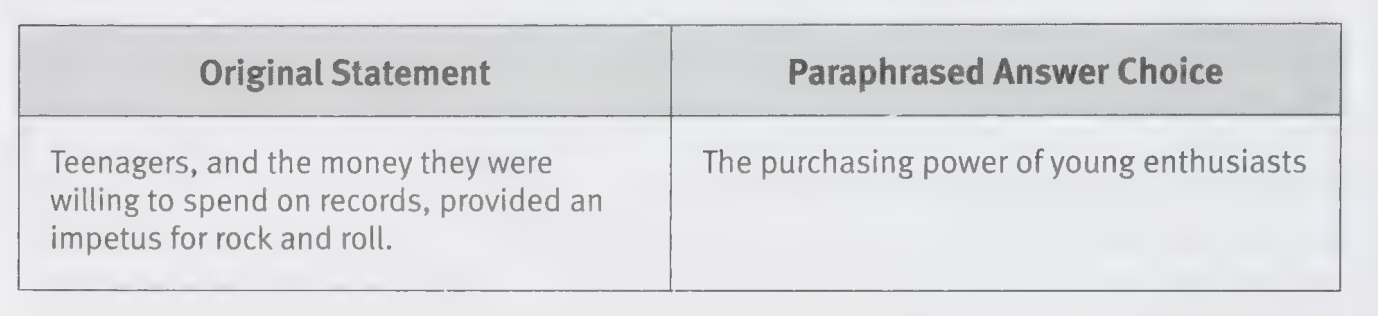 Original Statement
Paraphrased Answer Choice
Teenagers, and the money they were
willing to spend on records, provided an
impetus for rock and roll.
The purchasing power of young enthusiasts